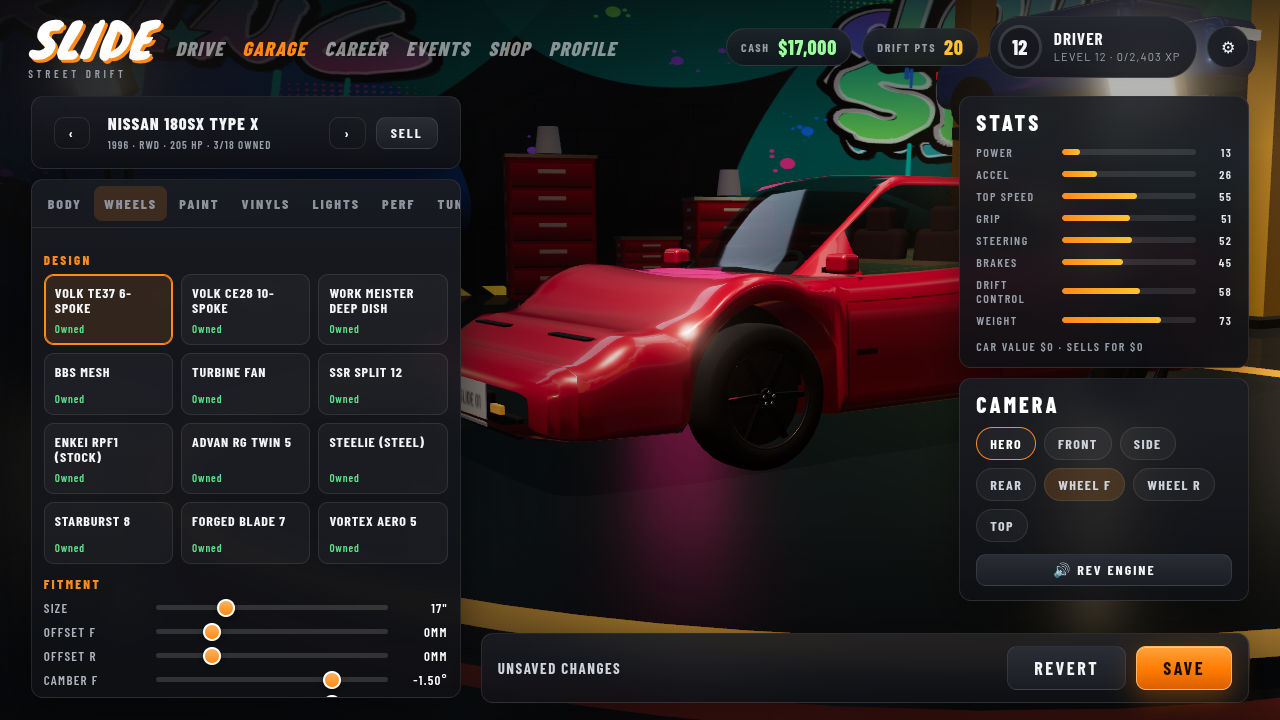 SLIDE
STREET DRIFT
DRIVE GARAGE CAREER EVENTS SHOP PROFILE
CASH $17,000
DRIFT PTS 20
12
DRIVER
LEVEL 12 · 0/2,403 XP
‹
NISSAN 180SX TYPE X
1996 · RWD · 205 HP · 3/18 OWNED
›
SELL
BODY WHEELS PAINT VINYLS LIGHTS PERF TUN
DESIGN
VOLK TE37 6-
SPOKE
Owned
VOLK CE28 10-
SPOKE
Owned
WORK MEISTER
DEEP DISH
Owned
BBS MESH
Owned
TURBINE FAN
Owned
SSR SPLIT 12
Owned
ENKEI RPF1
(STOCK)
Owned
ADVAN RG TWIN 5
Owned
STEELIE (STEEL)
Owned
STARBURST 8
Owned
FORGED BLADE 7
Owned
VORTEX AERO 5
Owned
FITMENT
SIZE 17"
OFFSET F 0MM
OFFSET R 0MM
CAMBER F -1.50°
STATS
POWER 13
ACCEL 26
TOP SPEED 55
GRIP 51
STEERING 52
BRAKES 45
DRIFT
CONTROL 58
WEIGHT 73
CAR VALUE $0 · SELLS FOR $0
CAMERA
HERO FRONT SIDE
REAR WHEEL F WHEEL R
TOP
🔊 REV ENGINE
UNSAVED CHANGES
REVERT
SAVE